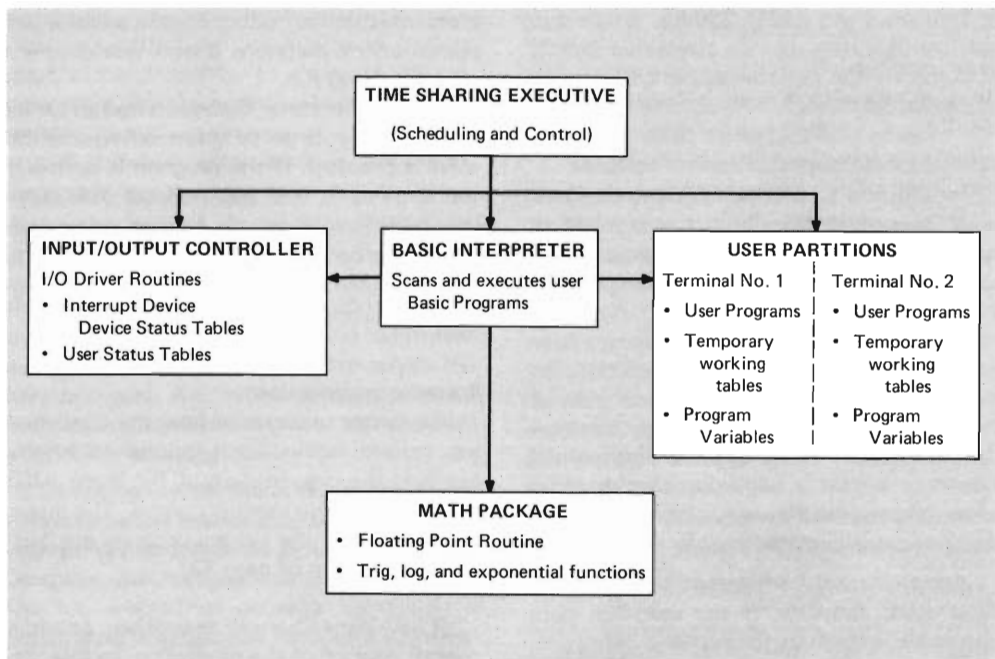 TIME SHARING EXECUTIVE
(Scheduling and Control)
INPUT/OUTPUT CONTROLLER
I/O Driver Routines
• Interrupt Device
Device Status Tables
• User Status Tables
BASIC INTERPRETER
Scans and executes user
Basic Programs
USER PARTITIONS
Terminal No. 1
• User Programs
• Temporary
working
tables
• Program
Variables
Terminal No. 2
• User Programs
• Temporary
working
tables
• Program
Variables
MATH PACKAGE
• Floating Point Routine
• Trig, log, and exponential functions